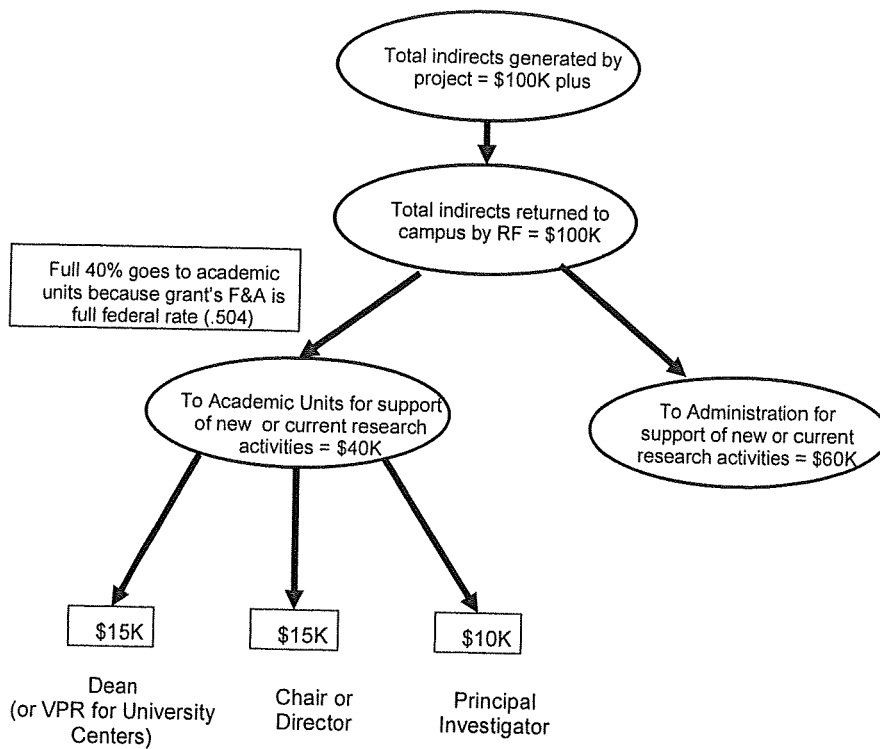 Total indirects generated by
project = $100K plus
Total indirects returned to
campus by RF = $100K
Full 40% goes to academic
units because grant's F&A is
full federal rate (.504)
To Academic Units for support
of new or current research
activities = $40K
To Administration for
support of new or current
research activities = $60K
$15K
$15K
$10K
Dean
(or VPR for University
Centers)
Chair or
Director
Principal
Investigator